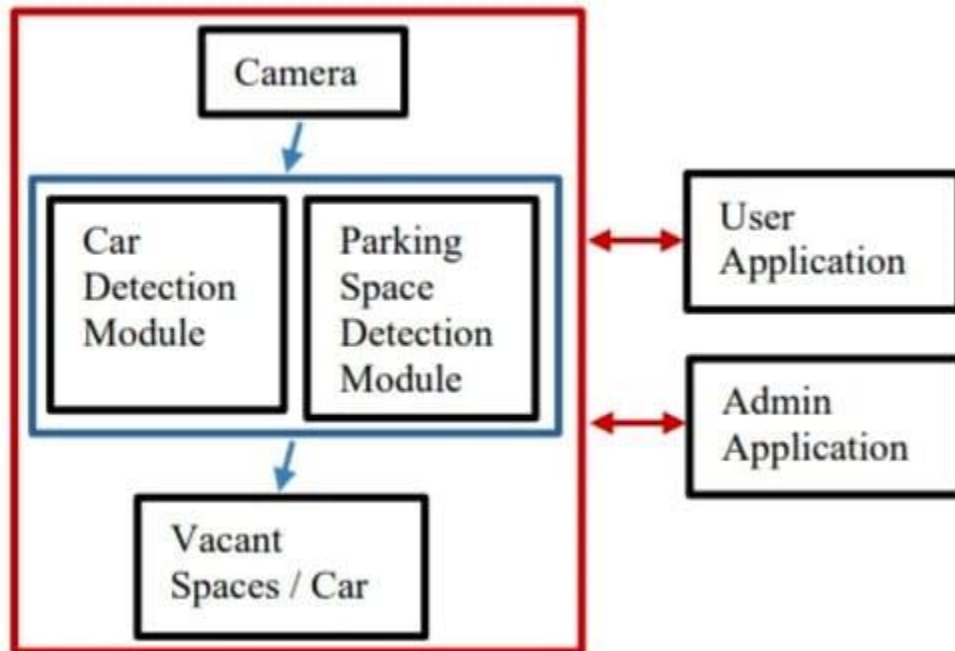 Camera
Car
Detection
Module
Parking
Space
Detection
Module
Vacant
Spaces / Car
User
Application
Admin
Application